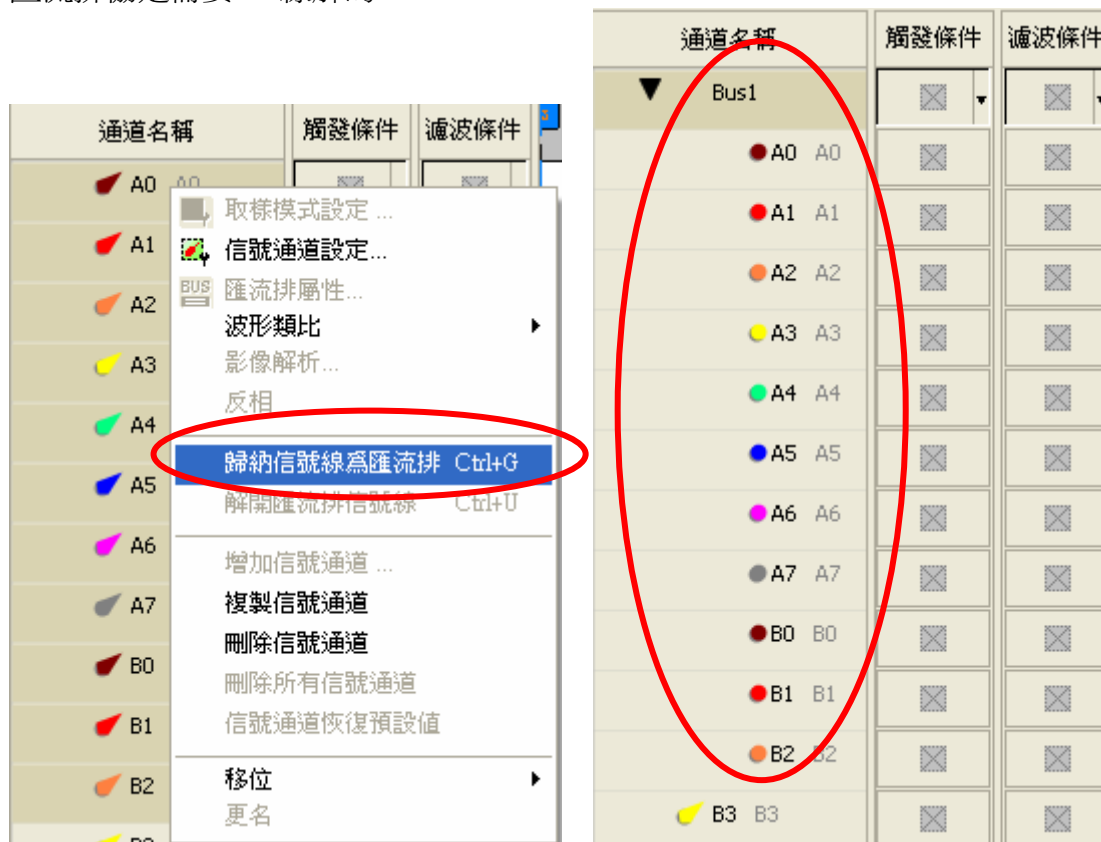 通道名稱 觸發條件 濾波條件
A0 A0
A1
A2
A3
A4
A5
A6
A7
B0
B1
B2
取樣模式設定 ...
信號通道設定...
BUS 匯流排屬性...
波形類比
影像解析...
反相
歸納信號線爲匯流排 Ctrl+G
解開匯流排信號線 Ctrl+U
增加信號通道 ...
複製信號通道
刪除信號通道
刪除所有信號通道
信號通道恢復預設值
移位
更名
通道名稱 觸發條件 濾波條件
Bus1
A0 A0
A1 A1
A2 A2
A3 A3
A4 A4
A5 A5
A6 A6
A7 A7
B0 B0
B1 B1
B2 B2
B3 B3